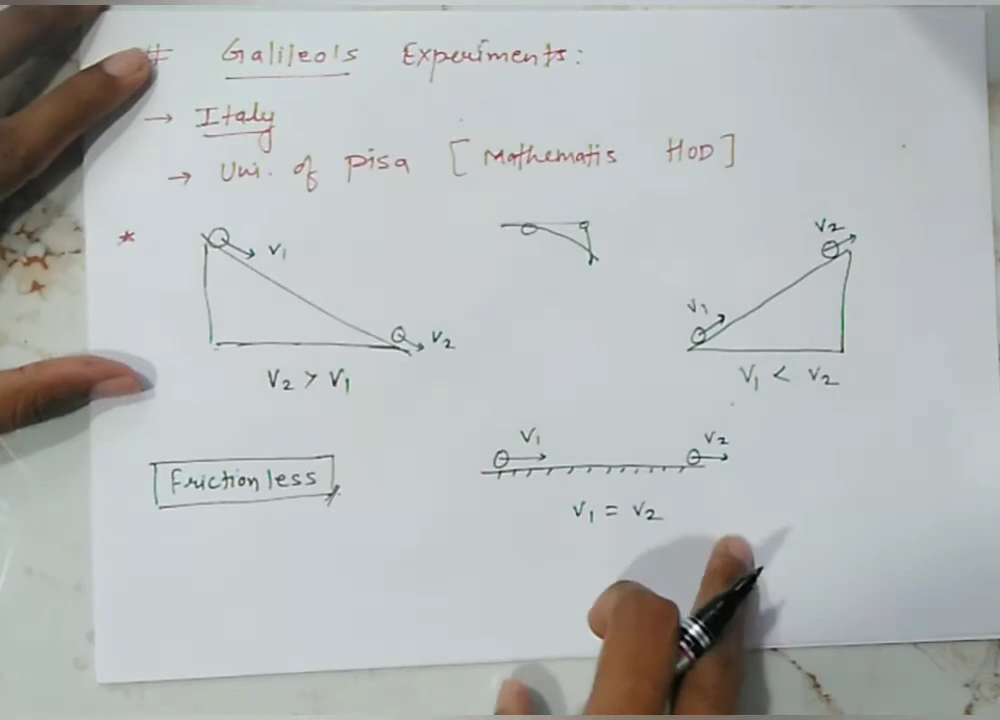 # Galileo's Experiments:
→ Italy
→ Uni. of pisa [Mathematis HOD]
*
V1
V2
V2 > V1
V2
V1
V1 < V2
Frictionless
V1
V2
V1 = V2